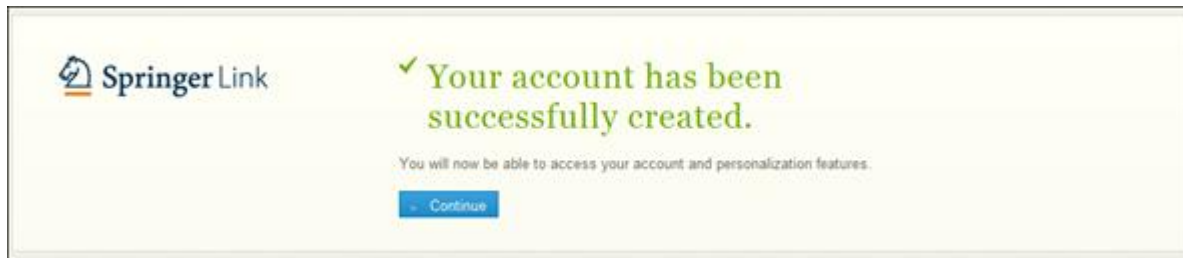 Springer Link
Your account has been
successfully created.
You will now be able to access your account and personalization features.
Continue